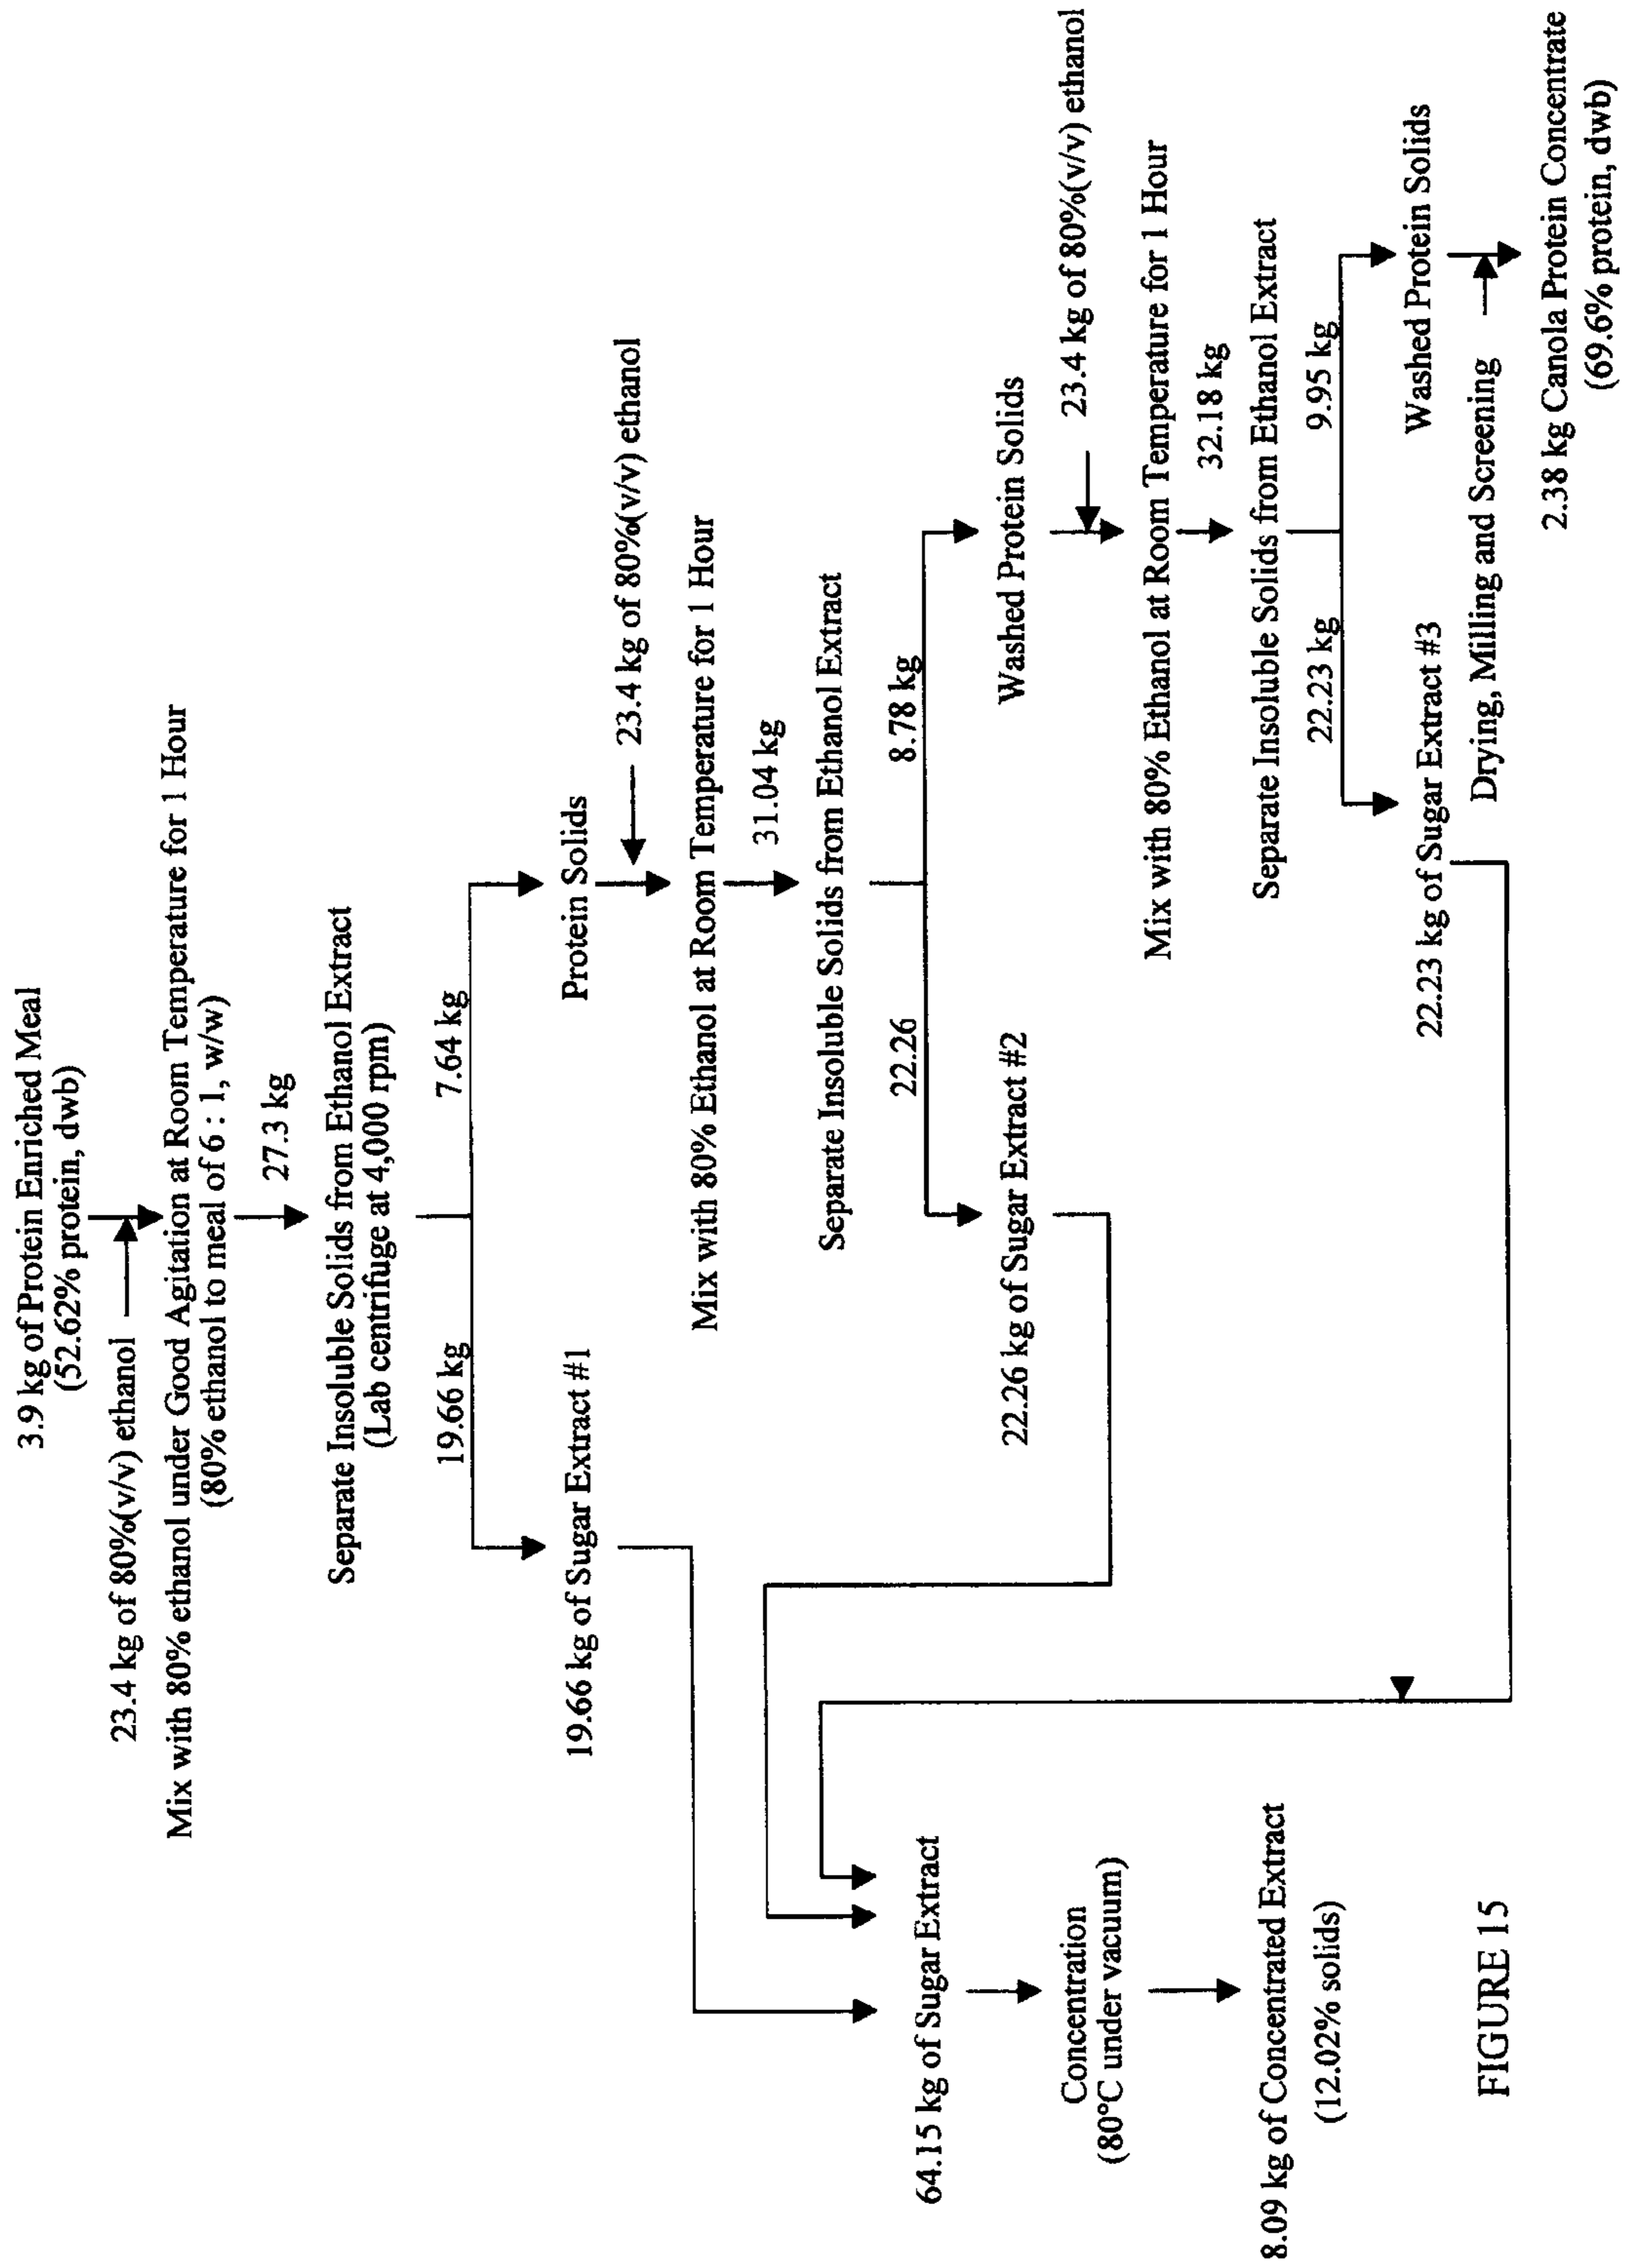 3.9 kg of Protein Enriched Meal
(52.62% protein, dwb)
23.4 kg of 80%(v/v) ethanol
Mix with 80% ethanol under Good Agitation at Room Temperature for 1 Hour
(80% ethanol to meal of 6 : 1, w/w)
27.3 kg
Separate Insoluble Solids from Ethanol Extract
(Lab centrifuge at 4,000 rpm)
19.66 kg
7.64 kg
19.66 kg of Sugar Extract #1
Protein Solids
23.4 kg of 80%(v/v) ethanol
Mix with 80% Ethanol at Room Temperature for 1 Hour
31.04 kg
Separate Insoluble Solids from Ethanol Extract
22.26
8.78 kg
22.26 kg of Sugar Extract #2
Washed Protein Solids
23.4 kg of 80%(v/v) ethanol
Mix with 80% Ethanol at Room Temperature for 1 Hour
32.18 kg
Separate Insoluble Solids from Ethanol Extract
22.23 kg
9.95 kg
22.23 kg of Sugar Extract #3
Washed Protein Solids
Drying, Milling and Screening
2.38 kg Canola Protein Concentrate
(69.6% protein, dwb)
64.15 kg of Sugar Extract
Concentration
(80°C under vacuum)
8.09 kg of Concentrated Extract
(12.02% solids)
FIGURE 15